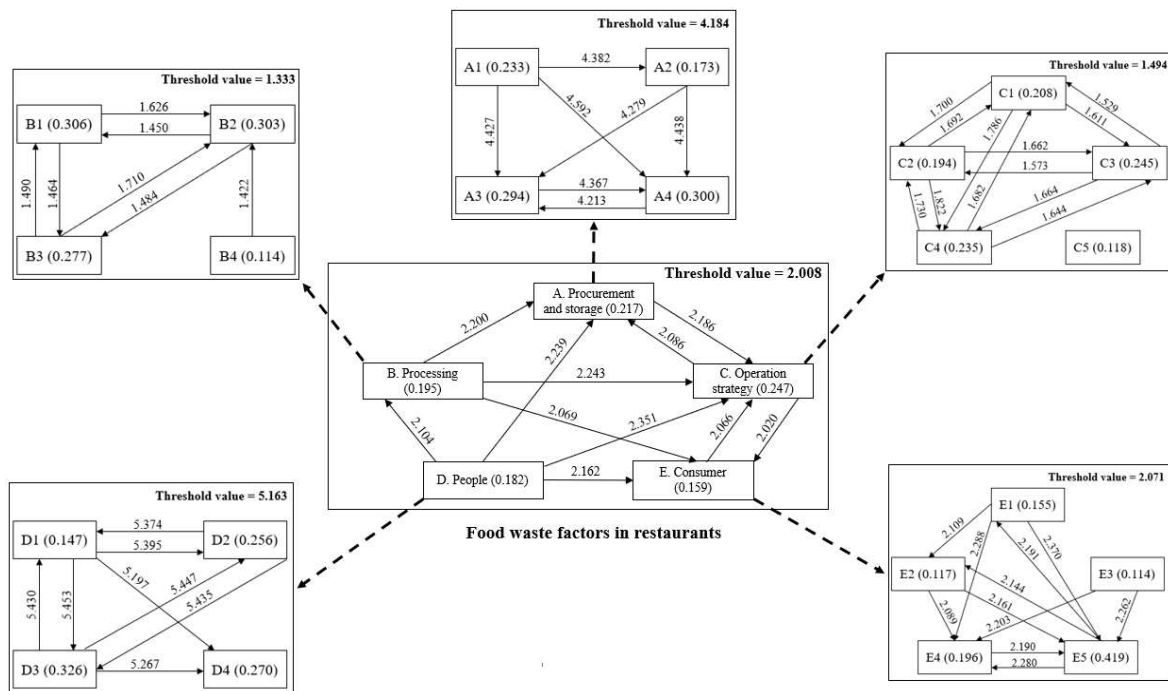 Threshold value = 4.184
A1 (0.233)
4.382
A2 (0.173)
4.427
4.592
4.279
4.438
A3 (0.294)
4.367
4.213
A4 (0.300)
Threshold value = 1.333
B1 (0.306)
1.626
1.450
B2 (0.303)
1.490
1.464
1.710
1.484
1.422
B3 (0.277)
B4 (0.114)
Threshold value = 1.494
C1 (0.208)
1.700
1.692
1.786
1.529
1.611
C2 (0.194)
1.662
1.573
C3 (0.245)
1.730
1.822
1.682
1.664
1.644
C4 (0.235)
C5 (0.118)
Threshold value = 2.008
A. Procurement
and storage (0.217)
2.200
2.239
2.186
2.086
B. Processing
(0.195)
2.243
C. Operation
strategy (0.247)
2.104
2.069
2.351
2.066
2.020
D. People (0.182)
2.162
E. Consumer
(0.159)
Food waste factors in restaurants
Threshold value = 5.163
D1 (0.147)
5.374
5.395
D2 (0.256)
5.430
5.453
5.197
5.447
5.435
D3 (0.326)
5.267
D4 (0.270)
Threshold value = 2.071
E1 (0.155)
2.109
2.288
2.191
2.370
E2 (0.117)
E3 (0.114)
2.144
2.089
2.161
2.203
2.262
E4 (0.196)
2.190
2.280
E5 (0.419)